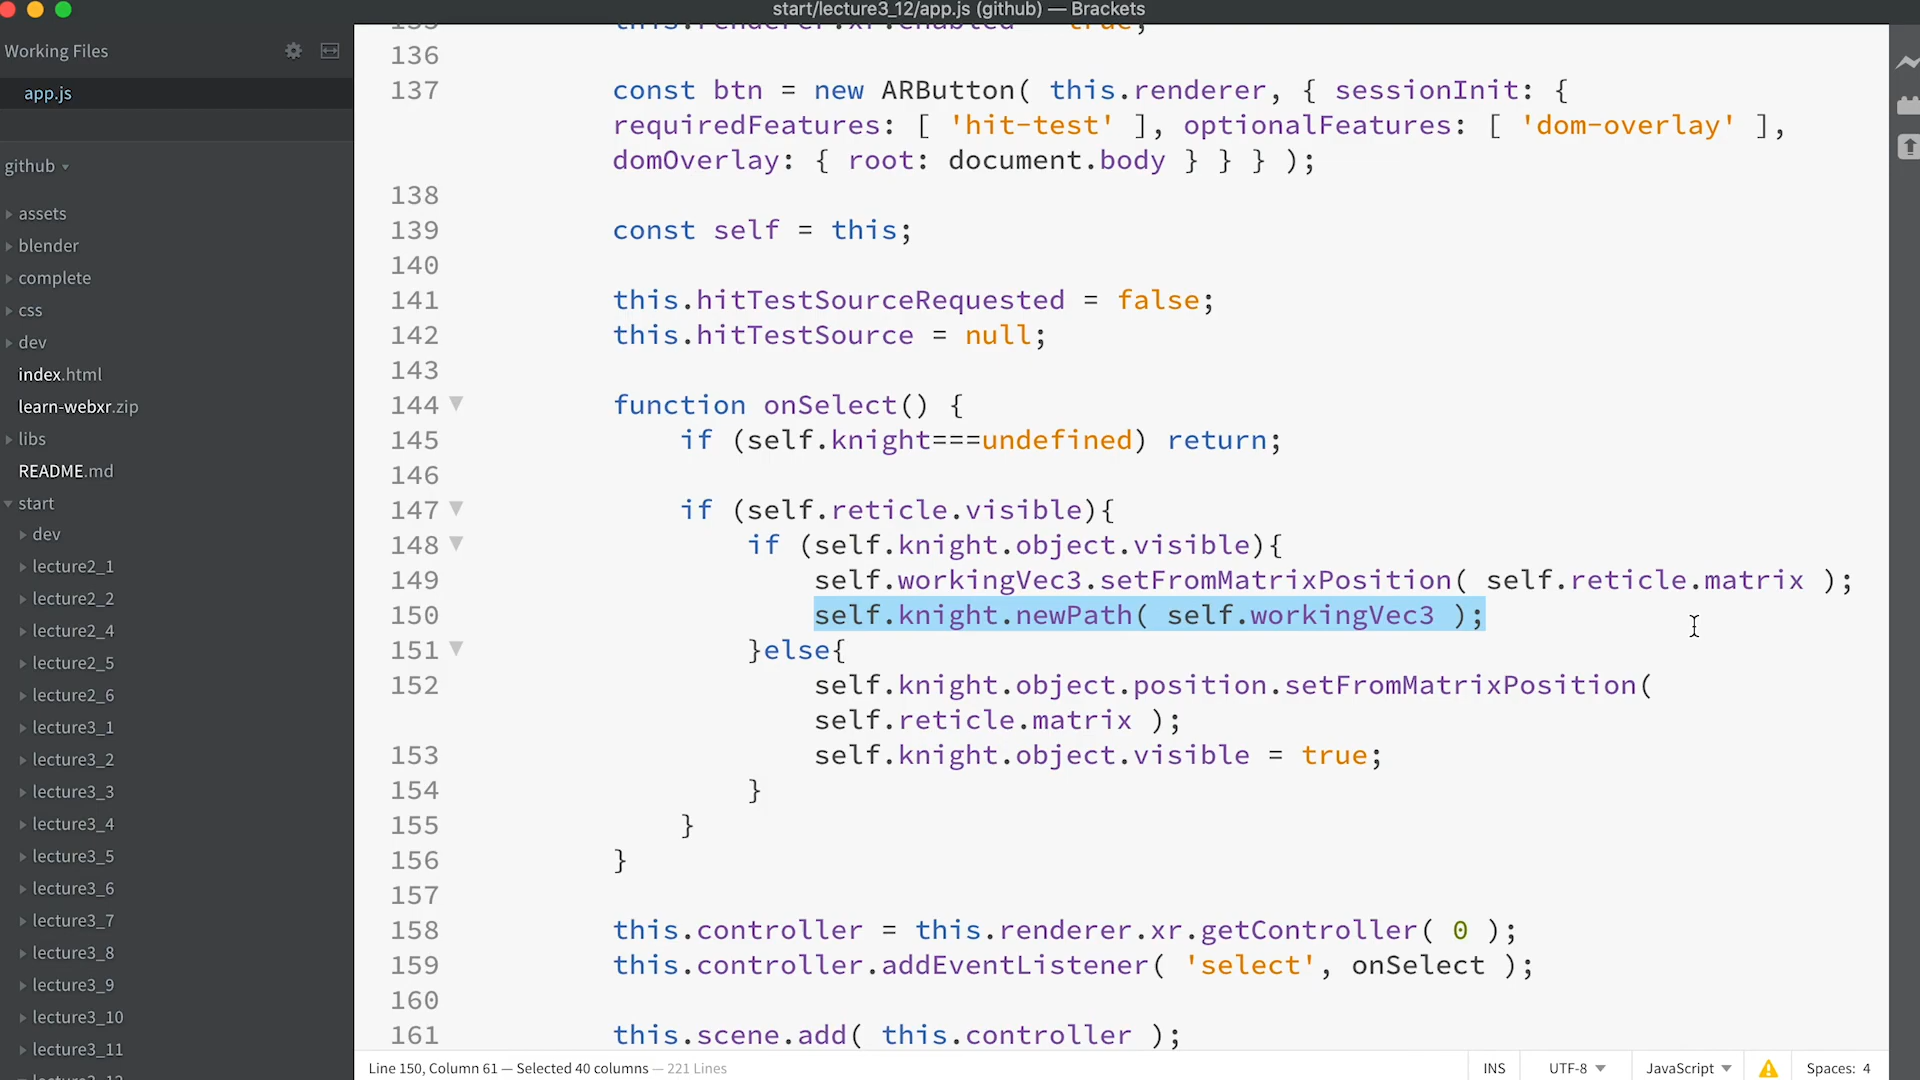 start/lecture3_12/app.js (github) — Brackets
Working Files
app.js
github
assets
blender
complete
css
dev
index.html
learn-webxr.zip
libs
README.md
start
dev
lecture2_1
lecture2_2
lecture2_4
lecture2_5
lecture2_6
lecture3_1
lecture3_2
lecture3_3
lecture3_4
lecture3_5
lecture3_6
lecture3_7
lecture3_8
lecture3_9
lecture3_10
lecture3_11
lecture3_12
135 this.renderer.xr.enabled = true;
136
137 const btn = new ARButton( this.renderer, { sessionInit: {
requiredFeatures: [ 'hit-test' ], optionalFeatures: [ 'dom-overlay' ],
domOverlay: { root: document.body } } } );
138
139 const self = this;
140
141 this.hitTestSourceRequested = false;
142 this.hitTestSource = null;
143
144 function onSelect() {
145 if (self.knight===undefined) return;
146
147 if (self.reticle.visible){
148 if (self.knight.object.visible){
149 self.workingVec3.setFromMatrixPosition( self.reticle.matrix );
150 self.knight.newPath( self.workingVec3 );
151 }else{
152 self.knight.object.position.setFromMatrixPosition(
self.reticle.matrix );
153 self.knight.object.visible = true;
154 }
155 }
156 }
157
158 this.controller = this.renderer.xr.getController( 0 );
159 this.controller.addEventListener( 'select', onSelect );
160
161 this.scene.add( this.controller );
Line 150, Column 61 — Selected 40 columns — 221 Lines
INS UTF-8 JavaScript Spaces: 4